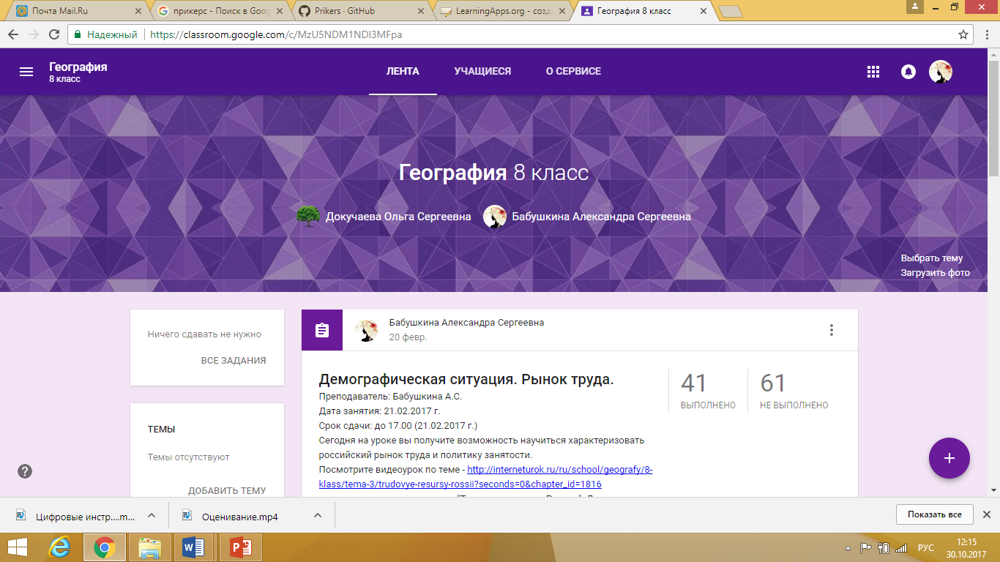 Почта Mail.Ru
прикерс - Поиск в Goog
Prikers · GitHub
LearningApps.org - созд
География 8 класс
Надежный
https://classroom.google.com/c/MzU5NDM1NDI3MFpa
География
8 класс
ЛЕНТА
УЧАЩИЕСЯ
О СЕРВИСЕ
География 8 класс
Докучаева Ольга Сергеевна
Бабушкина Александра Сергеевна
Выбрать тему
Загрузить фото
Ничего сдавать не нужно
ВСЕ ЗАДАНИЯ
ТЕМЫ
Темы отсутствуют
ДОБАВИТЬ ТЕМУ
Бабушкина Александра Сергеевна
20 февр.
Демографическая ситуация. Рынок труда.
Преподаватель: Бабушкина А.С.
Дата занятия: 21.02.2017 г.
Срок сдачи: до 17.00 (21.02.2017 г.)
Сегодня на уроке вы получите возможность научиться характеризовать
российский рынок труда и политику занятости.
Посмотрите видеоурок по теме - http://interneturok.ru/ru/school/geografy/8-
klass/tema-3/trudovye-resursy-rossii?seconds=0&chapter_id=1816
41
ВЫПОЛНЕНО
61
НЕ ВЫПОЛНЕНО
Цифровые инстр....m...
Оценивание.mp4
Показать все
РУС
12:15
30.10.2017